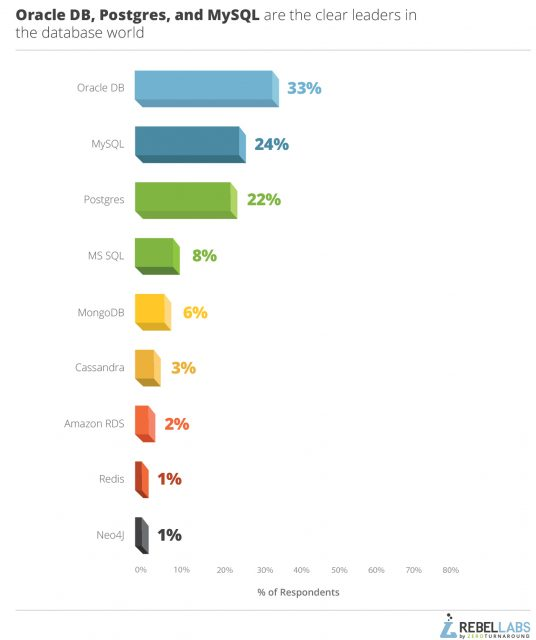 Oracle DB, Postgres, and MySQL are the clear leaders in
the database world
Oracle DB 33%
MySQL 24%
Postgres 22%
MS SQL 8%
MongoDB 6%
Cassandra 3%
Amazon RDS 2%
Redis 1%
Neo4J 1%
0% 10% 20% 30% 40% 50% 60% 70% 80%
% of Respondents
REBELLABS
by ZEROTURNAROUND